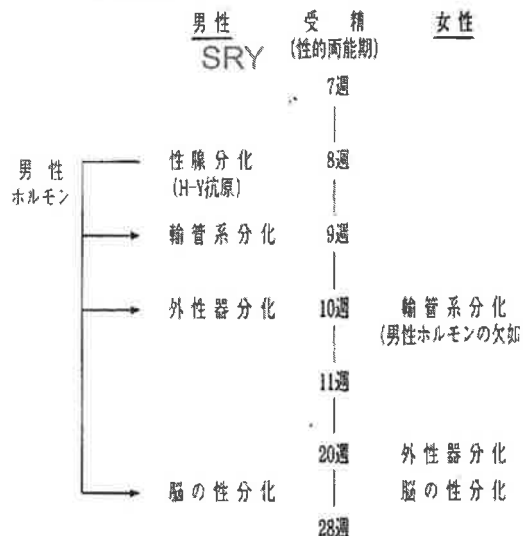 男性 受精 女性
SRY (性的両能期)
7週
性腺分化 8週
(H-Y抗原)
男性
ホルモン
輸管系分化 9週
外性器分化 10週 輸管系分化
(男性ホルモンの欠如
11週
20週 外性器分化
脳の性分化 脳の性分化
28週